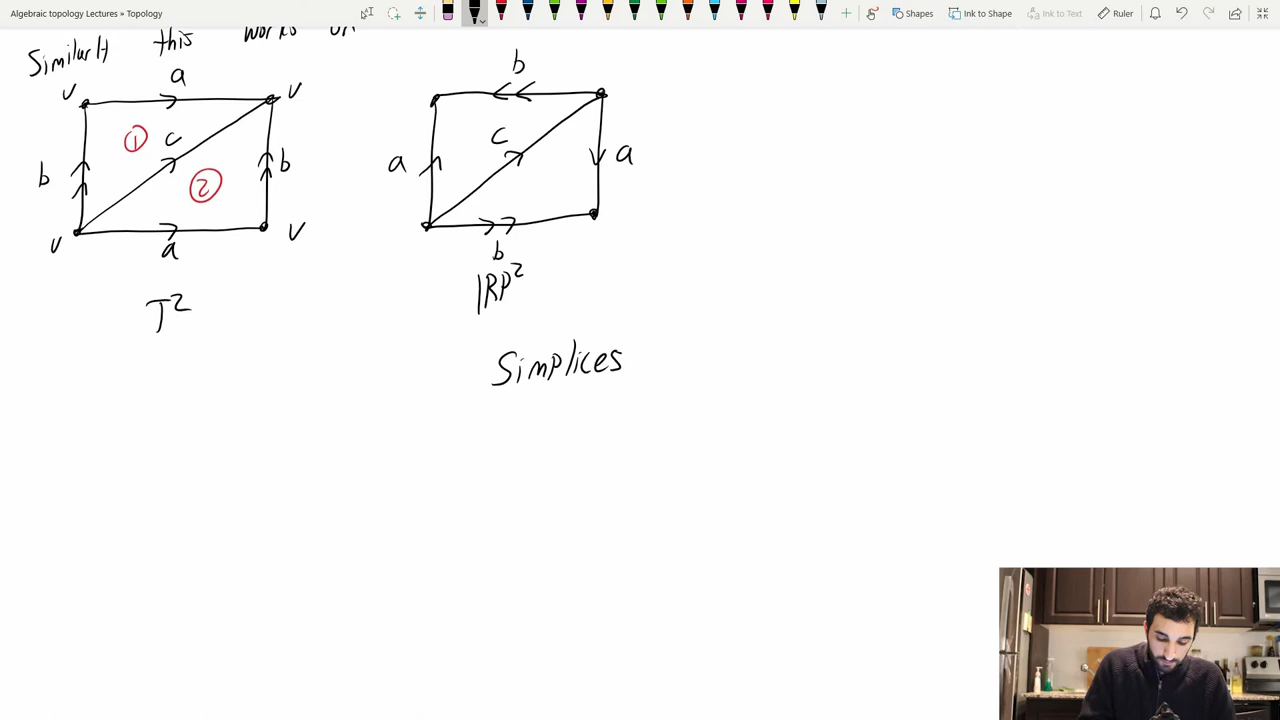 Algebraic topology Lectures » Topology
Shapes
Ink to Shape
Ink to Text
Ruler
Similarly this works on
a
b
v
v
1
c
2
b
b
a
c
a
v
a
v
b
T²
ℝP²
Simplices